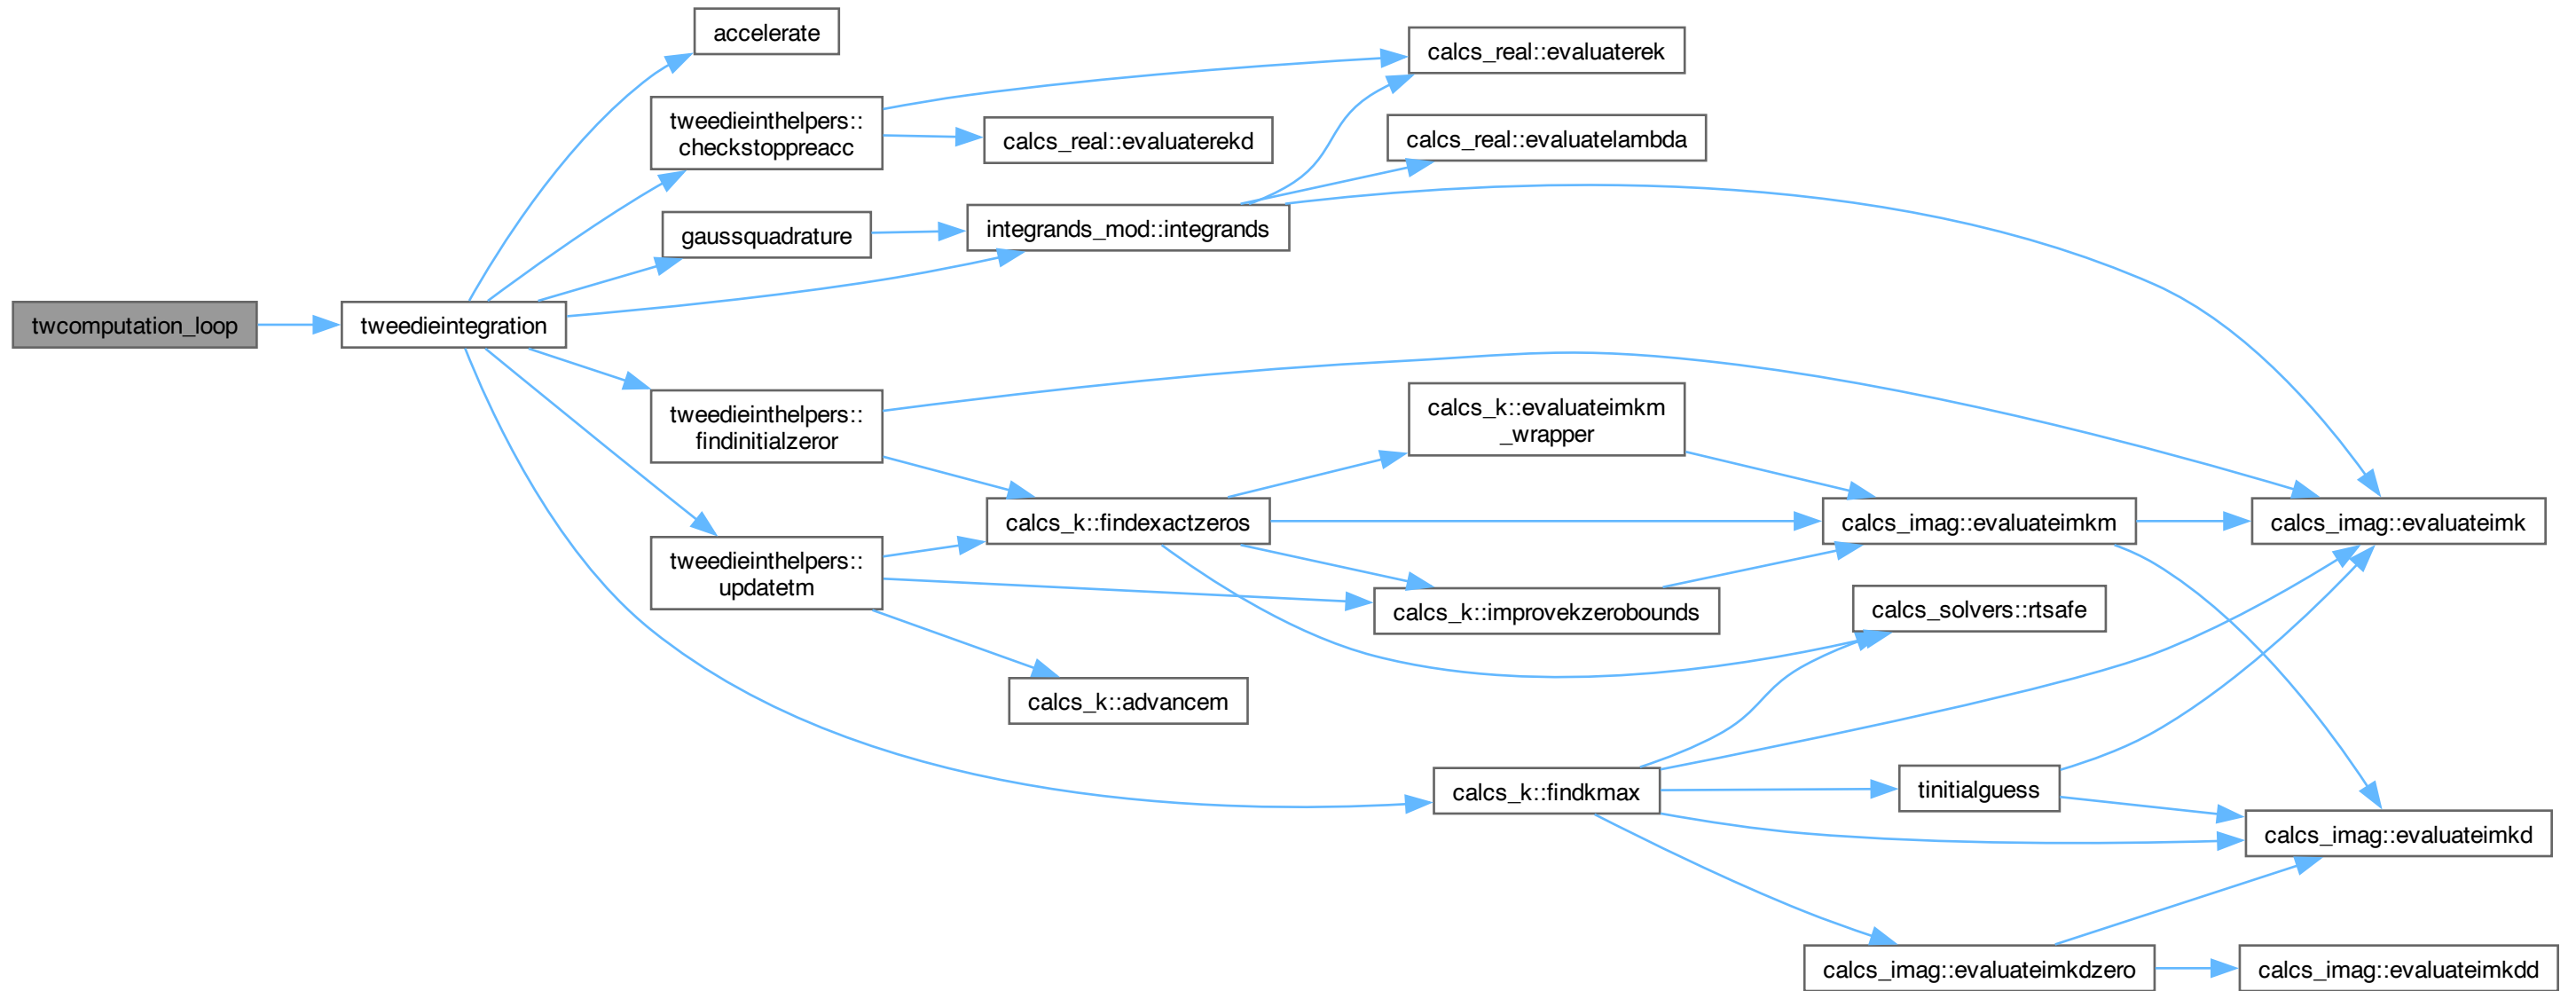 accelerate
calcs_real::evaluaterek
tweedieinthelpers::
checkstoppreacc
calcs_real::evaluaterekd
calcs_real::evaluatelambda
gaussquadrature
integrands_mod::integrands
twcomputation_loop
tweedieintegration
tweedieinthelpers::
findinitialzeror
calcs_k::evaluateimkm
_wrapper
calcs_k::findexactzeros
calcs_imag::evaluateimkm
calcs_imag::evaluateimk
tweedieinthelpers::
updatetm
calcs_k::improvekzerobounds
calcs_solvers::rtsafe
calcs_k::advancem
calcs_k::findkmax
tinitialguess
calcs_imag::evaluateimkd
calcs_imag::evaluateimkdzero
calcs_imag::evaluateimkdd